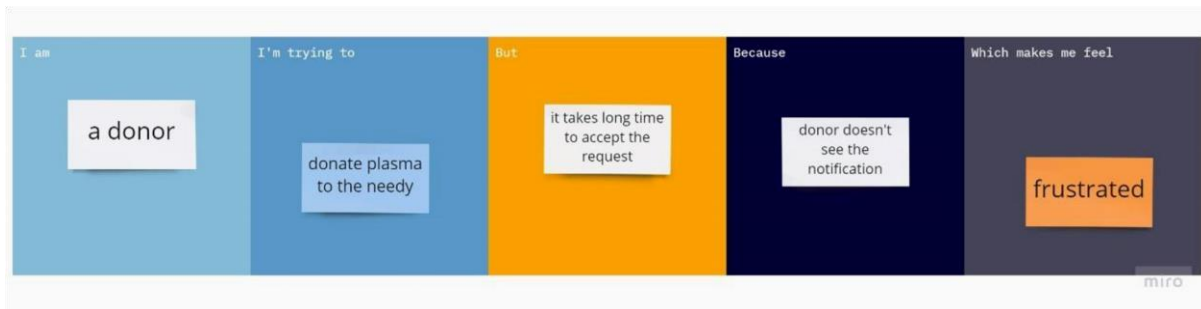 I am
a donor
I'm trying to
donate plasma
to the needy
But
it takes long time
to accept the
request
Because
donor doesn't
see the
notification
Which makes me feel
frustrated
miro